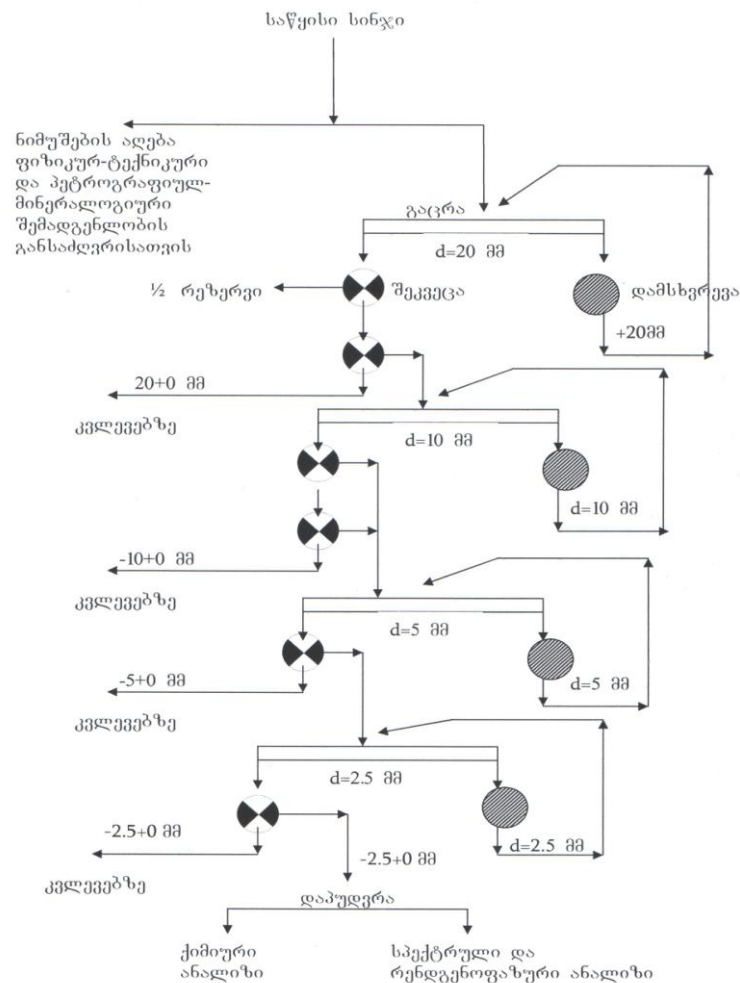 საწყისი სინჯი
ნიმუშების აღება
ფიზიკურ-ტექნიკური
და პეტროგრაფიულ-
მინერალოგიური
შემადგენლობის
განსაძღვრისათვის
გაცრა
d=20 მმ
½ რეზერვი
შეკვეცა
დამსხვრევა
+20მმ
20+0 მმ
კვლევებზე
d=10 მმ
d=10 მმ
-10+0 მმ
კვლევებზე
d=5 მმ
d=5 მმ
-5+0 მმ
კვლევებზე
d=2.5 მმ
d=2.5 მმ
-2.5+0 მმ
-2.5+0 მმ
კვლევებზე
დაპუდვრა
ქიმიური
ანალიზი
სპექტრული და
რენდგენოფაზური ანალიზი